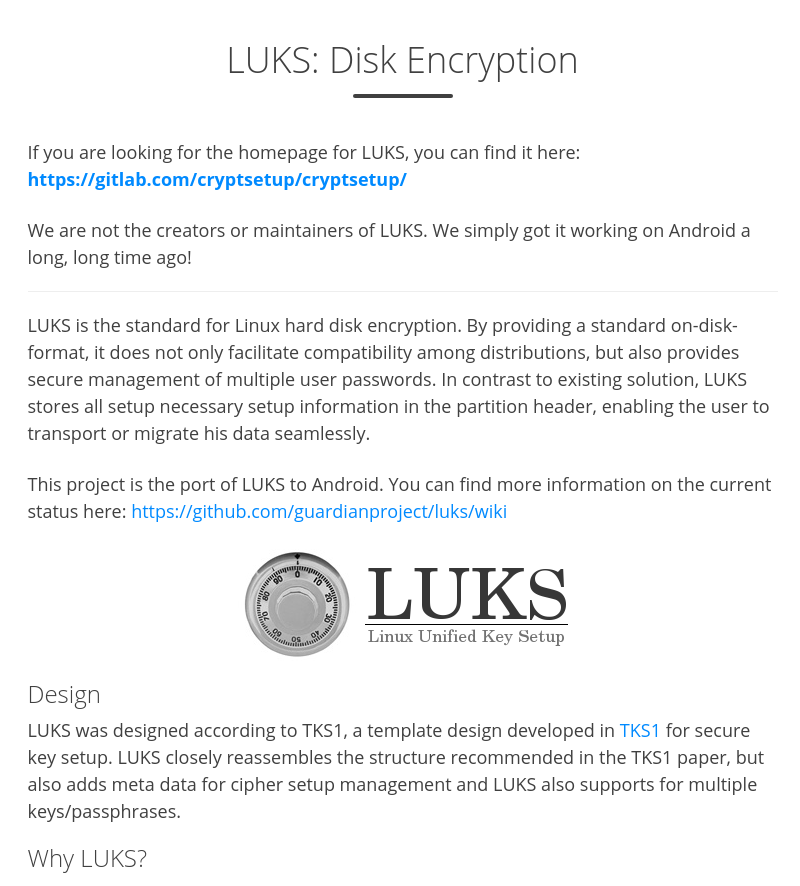 LUKS: Disk Encryption
If you are looking for the homepage for LUKS, you can find it here:
https://gitlab.com/cryptsetup/cryptsetup/
We are not the creators or maintainers of LUKS. We simply got it working on Android a
long, long time ago!
LUKS is the standard for Linux hard disk encryption. By providing a standard on-disk-
format, it does not only facilitate compatibility among distributions, but also provides
secure management of multiple user passwords. In contrast to existing solution, LUKS
stores all setup necessary setup information in the partition header, enabling the user to
transport or migrate his data seamlessly.
This project is the port of LUKS to Android. You can find more information on the current
status here: https://github.com/guardianproject/luks/wiki
0 10 20 30 40 50 60 70 80 90
LUKS
Linux Unified Key Setup
Design
LUKS was designed according to TKS1, a template design developed in TKS1 for secure
key setup. LUKS closely reassembles the structure recommended in the TKS1 paper, but
also adds meta data for cipher setup management and LUKS also supports for multiple
keys/passphrases.
Why LUKS?